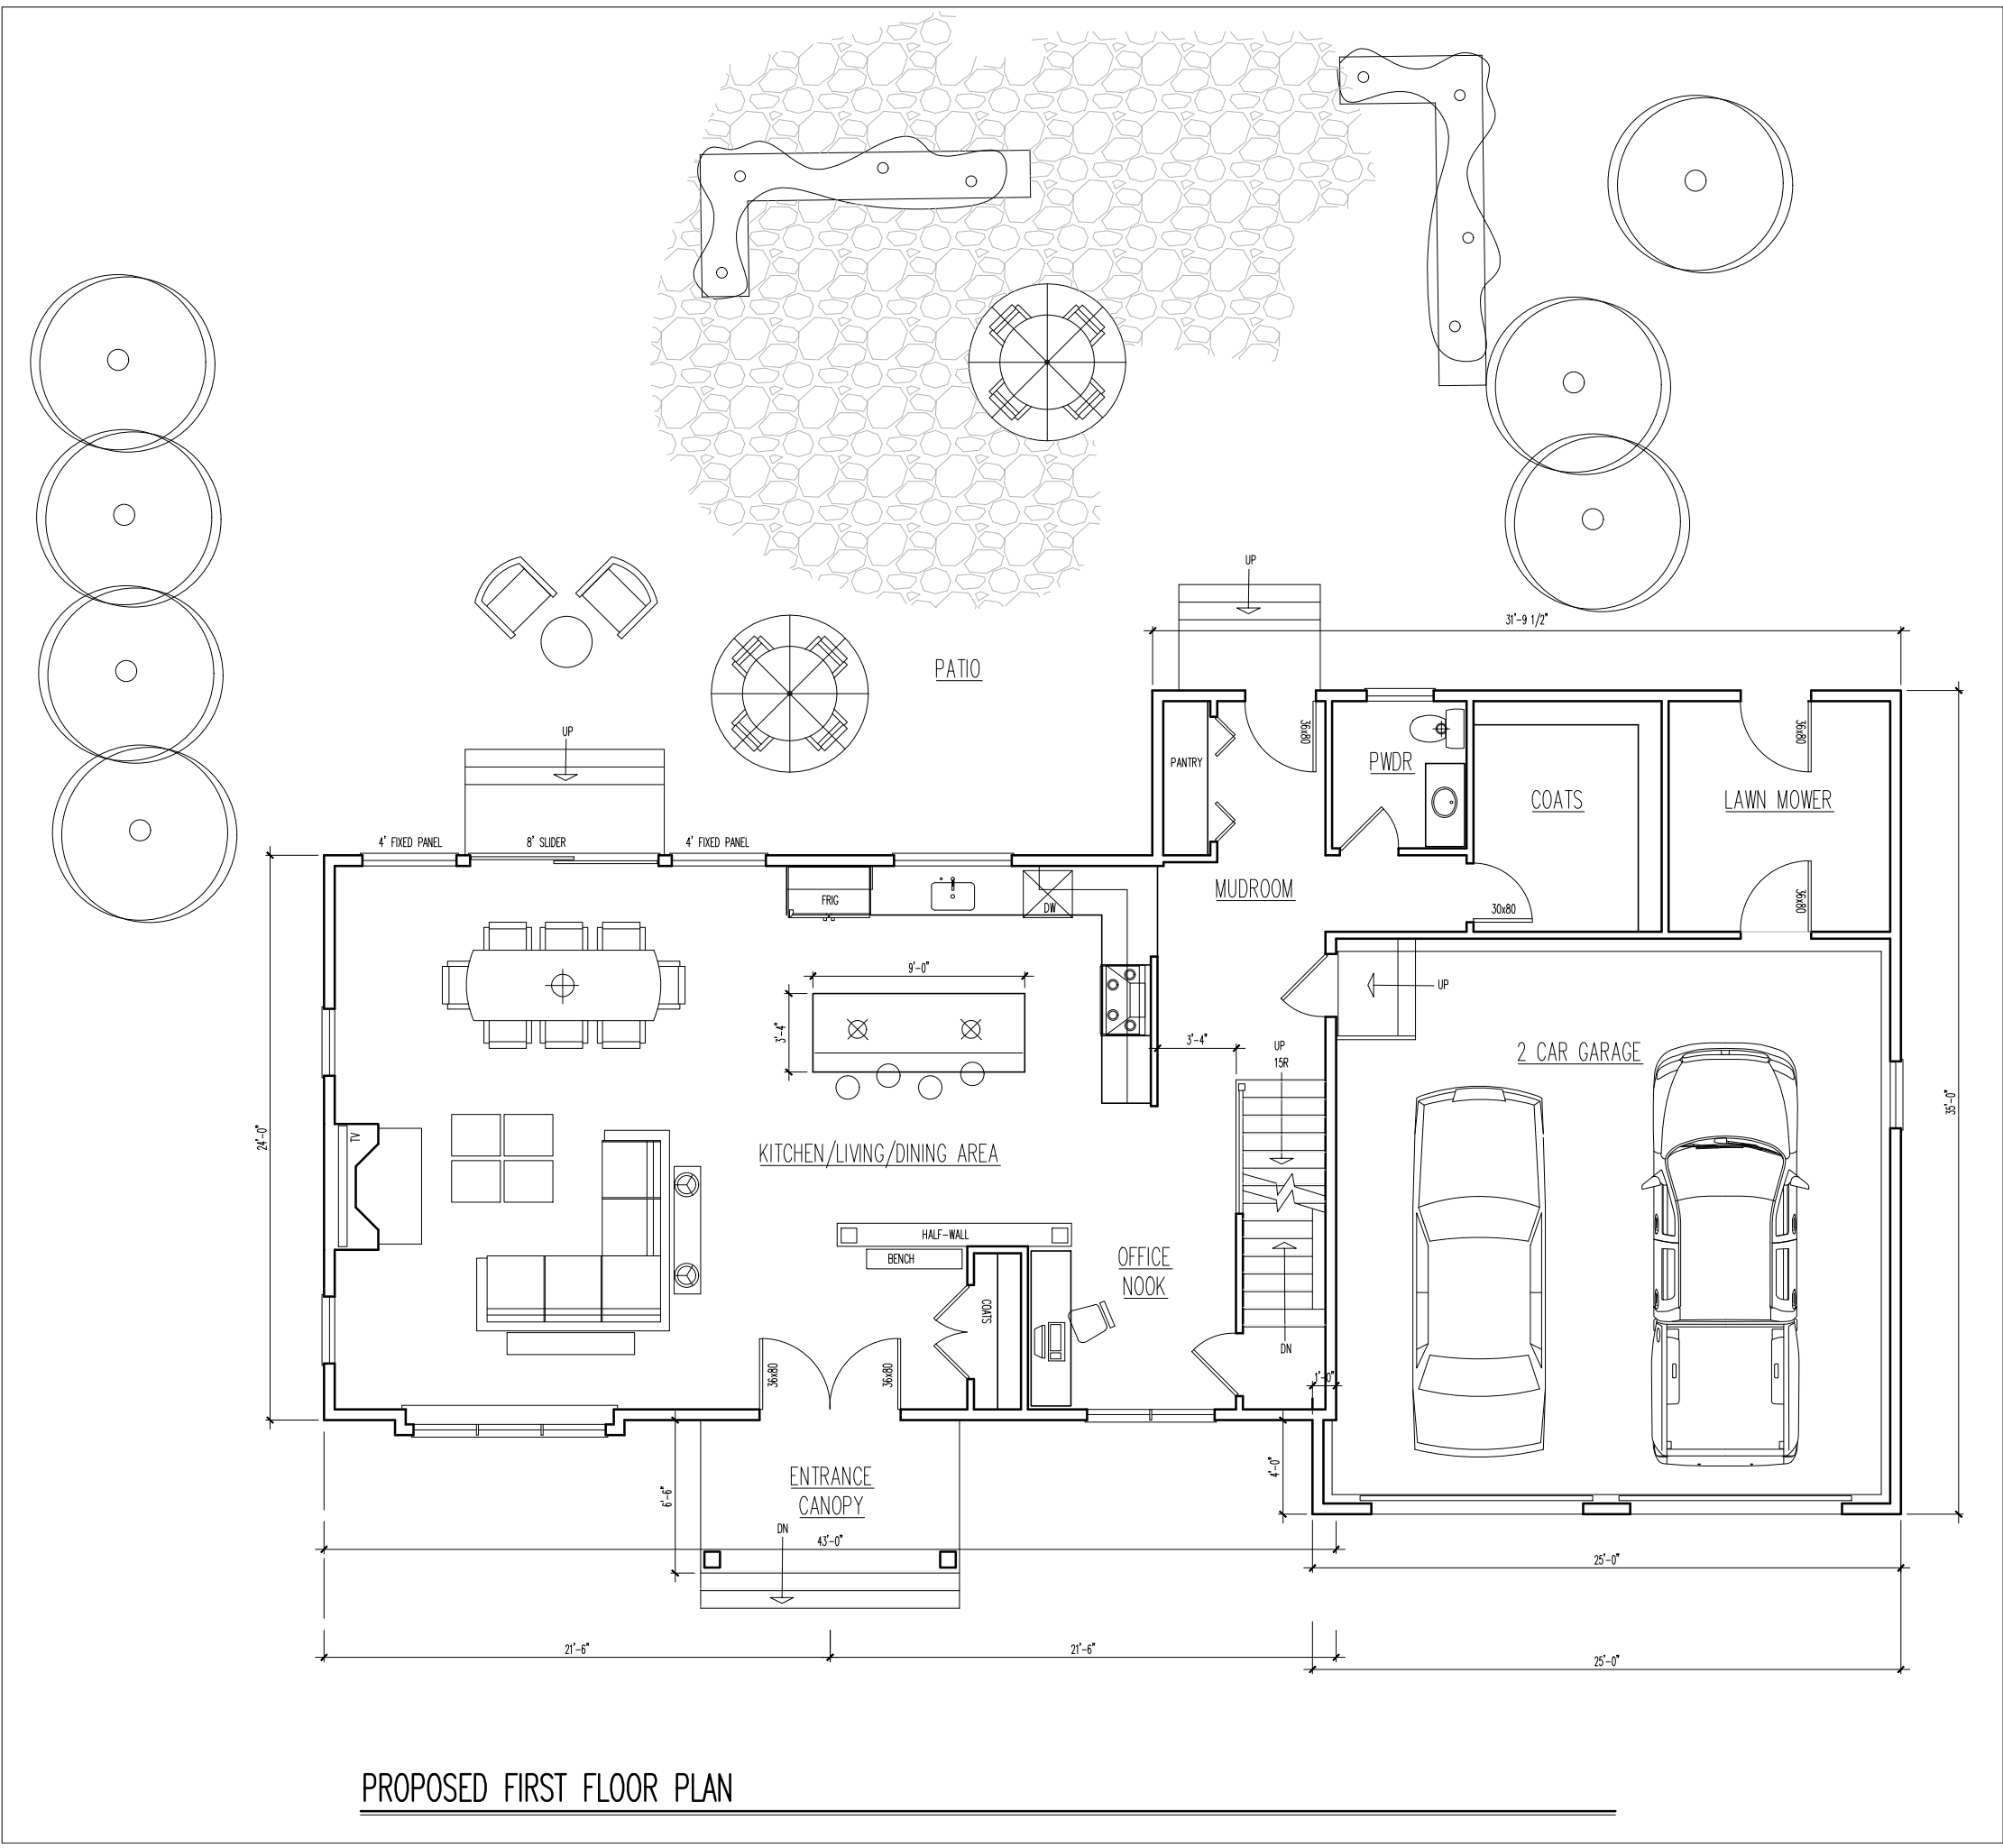 UP
31'-9 1/2"
PATIO
UP
36x80
36x80
PANTRY
PWDR
COATS
LAWN MOWER
4' FIXED PANEL
8' SLIDER
4' FIXED PANEL
MUDROOM
FRIG
DW
30x80
36x80
9'-0"
UP
3'-4"
3'-4"
UP
15R
2 CAR GARAGE
35'-0"
24'-0"
TV
KITCHEN/LIVING/DINING AREA
HALF-WALL
BENCH
OFFICE
NOOK
COATS
DN
36x80
36x80
1'-0"
4'-0"
6'-6"
ENTRANCE
CANOPY
DN
43'-0"
25'-0"
21'-6"
21'-6"
25'-0"
PROPOSED FIRST FLOOR PLAN